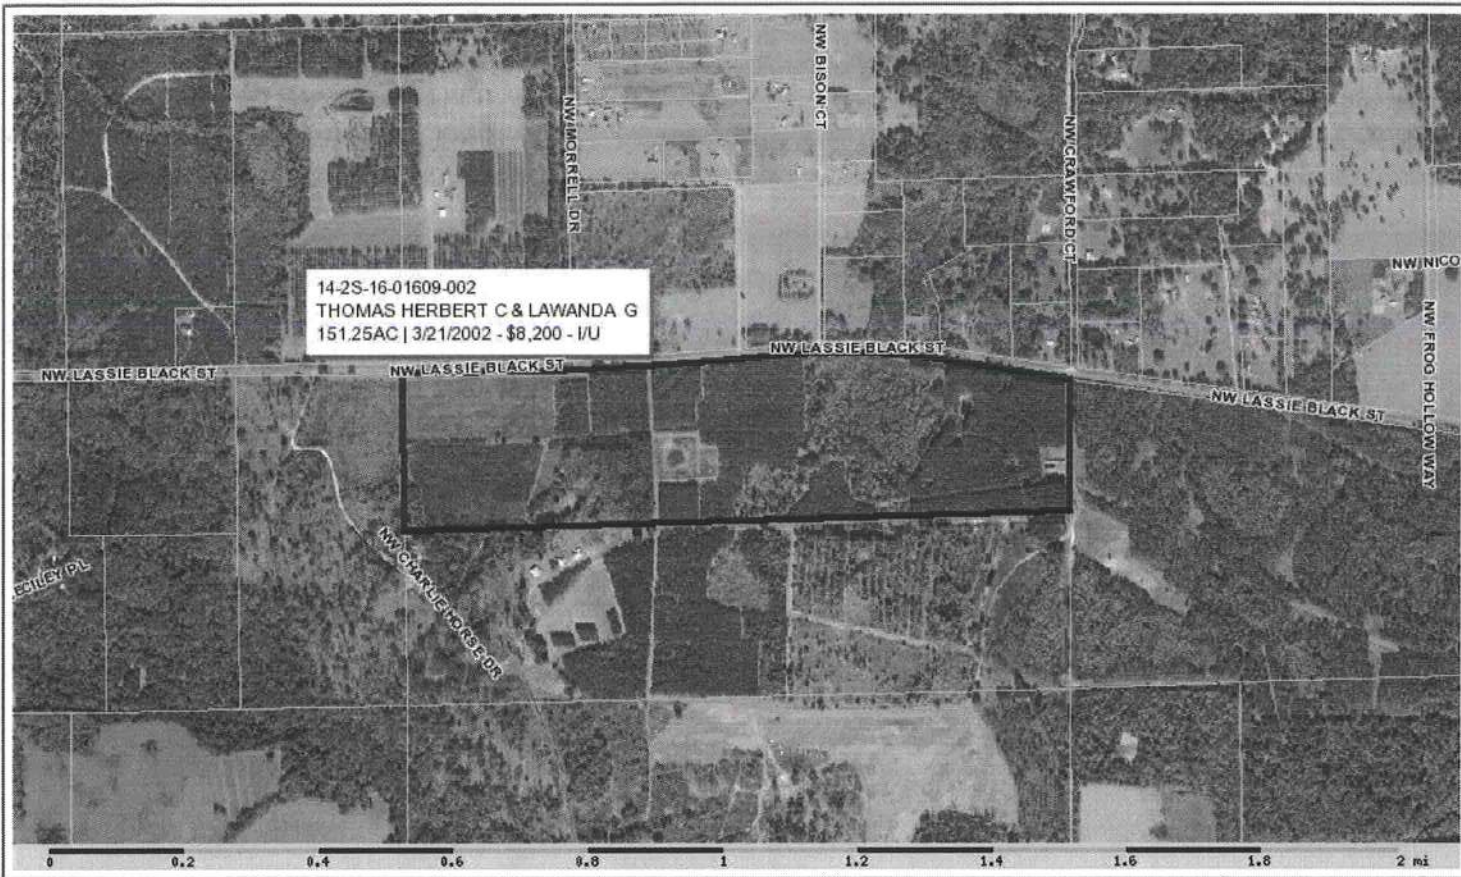 NW MORRELL DR
NW BISON CT
NW CRAWFORD CT
NW NICO
NW FROG HOLLOW WAY
14-2S-16-01609-002
THOMAS HERBERT C & LAWANDA G
151.25AC | 3/21/2002 - $8,200 - I/U
NW LASSIE BLACK ST
NW LASSIE BLACK ST
NW LASSIE BLACK ST
NW LASSIE BLACK ST
ECILEY PL
NW CHARLIE HORSE DR
0 0.2 0.4 0.6 0.8 1 1.2 1.4 1.6 1.8 2 mi